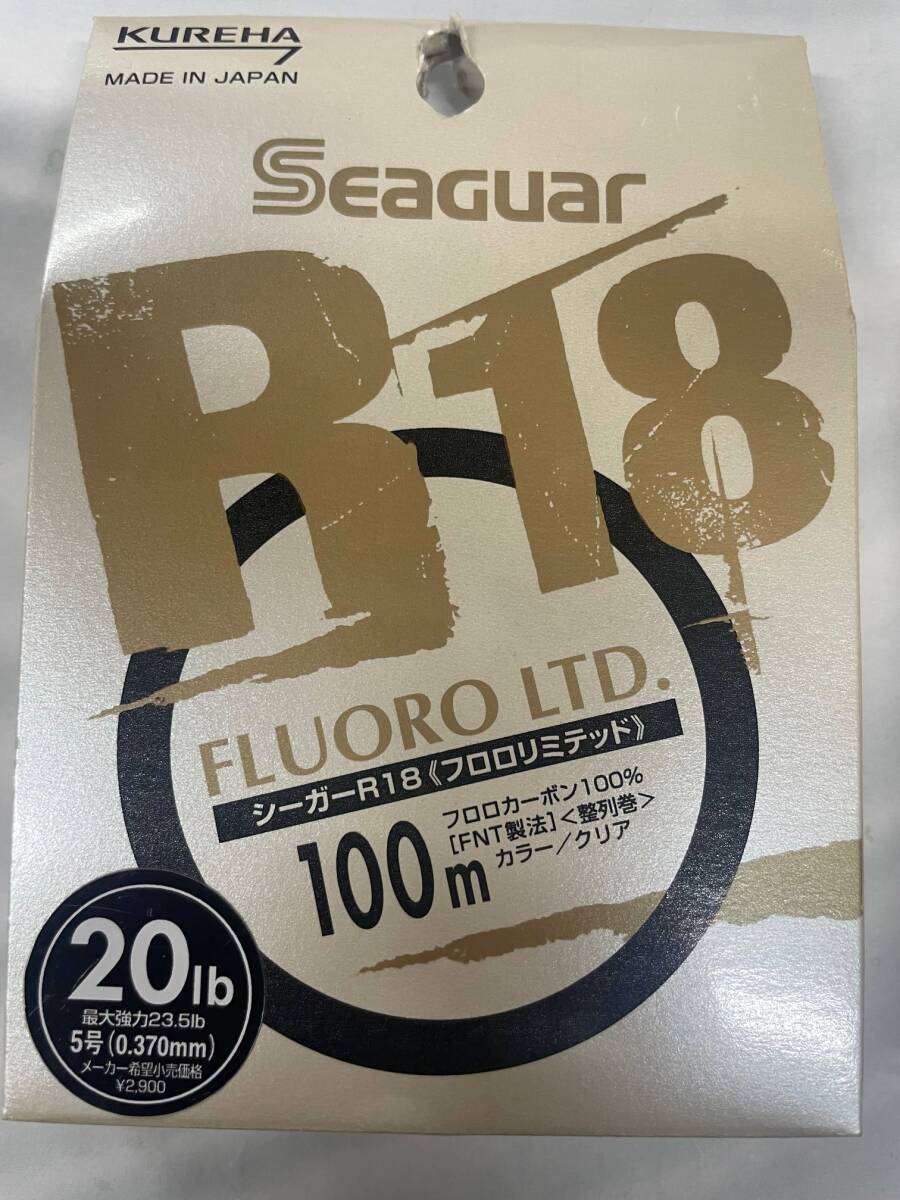 KUREHA
MADE IN JAPAN
SEAGUAR
R18
FLUORO LTD.
シーガーR18《フロロリミテッド》
100m
フロロカーボン100%
[FNT製法]<整列巻>
カラー/クリア
20lb
最大強力23.5lb
5号(0.370mm)
メーカー希望小売価格
¥2,900